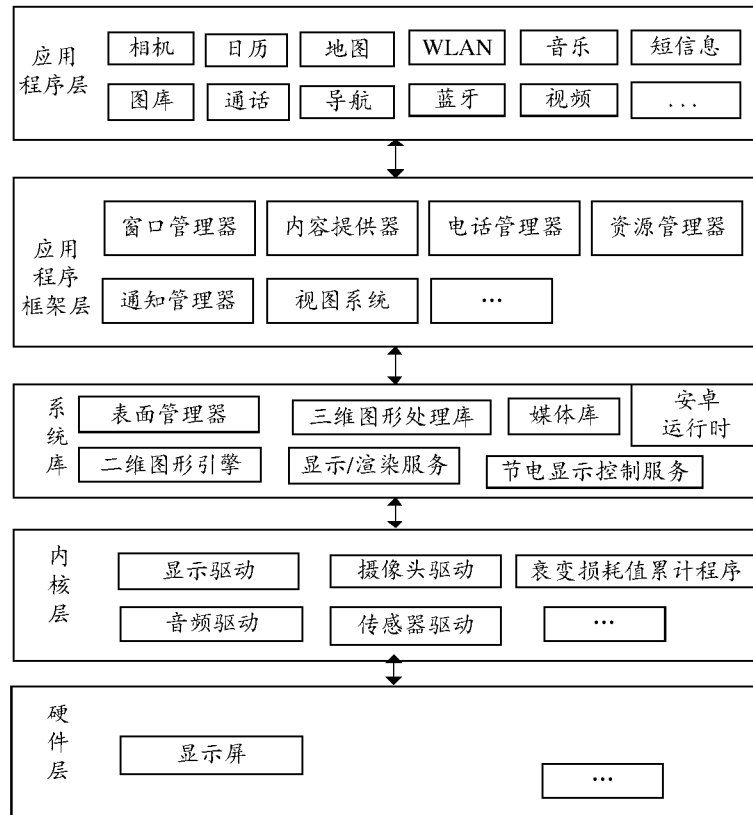 应用
程序层
相机
日历
地图
WLAN
音乐
短信息
图库
通话
导航
蓝牙
视频
...
应用
程序
框架层
窗口管理器
内容提供器
电话管理器
资源管理器
通知管理器
视图系统
...
系统库
表面管理器
三维图形处理库
媒体库
安卓
运行时
二维图形引擎
显示/渲染服务
节电显示控制服务
内核层
显示驱动
摄像头驱动
衰变损耗值累计程序
音频驱动
传感器驱动
...
硬件层
显示屏
...